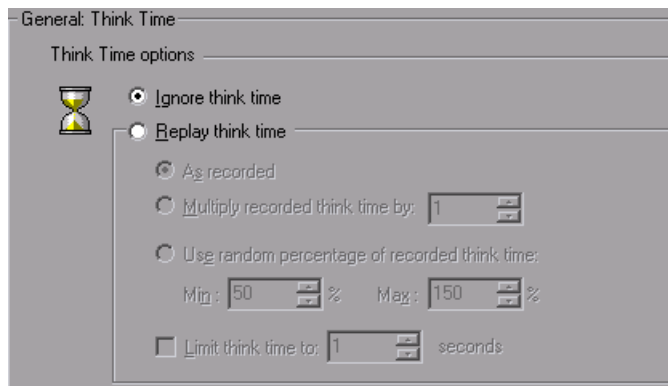 General: Think Time
Think Time options
Ignore think time
Replay think time
As recorded
Multiply recorded think time by: 1
Use random percentage of recorded think time:
Min : 50 % Max : 150 %
Limit think time to: 1 seconds